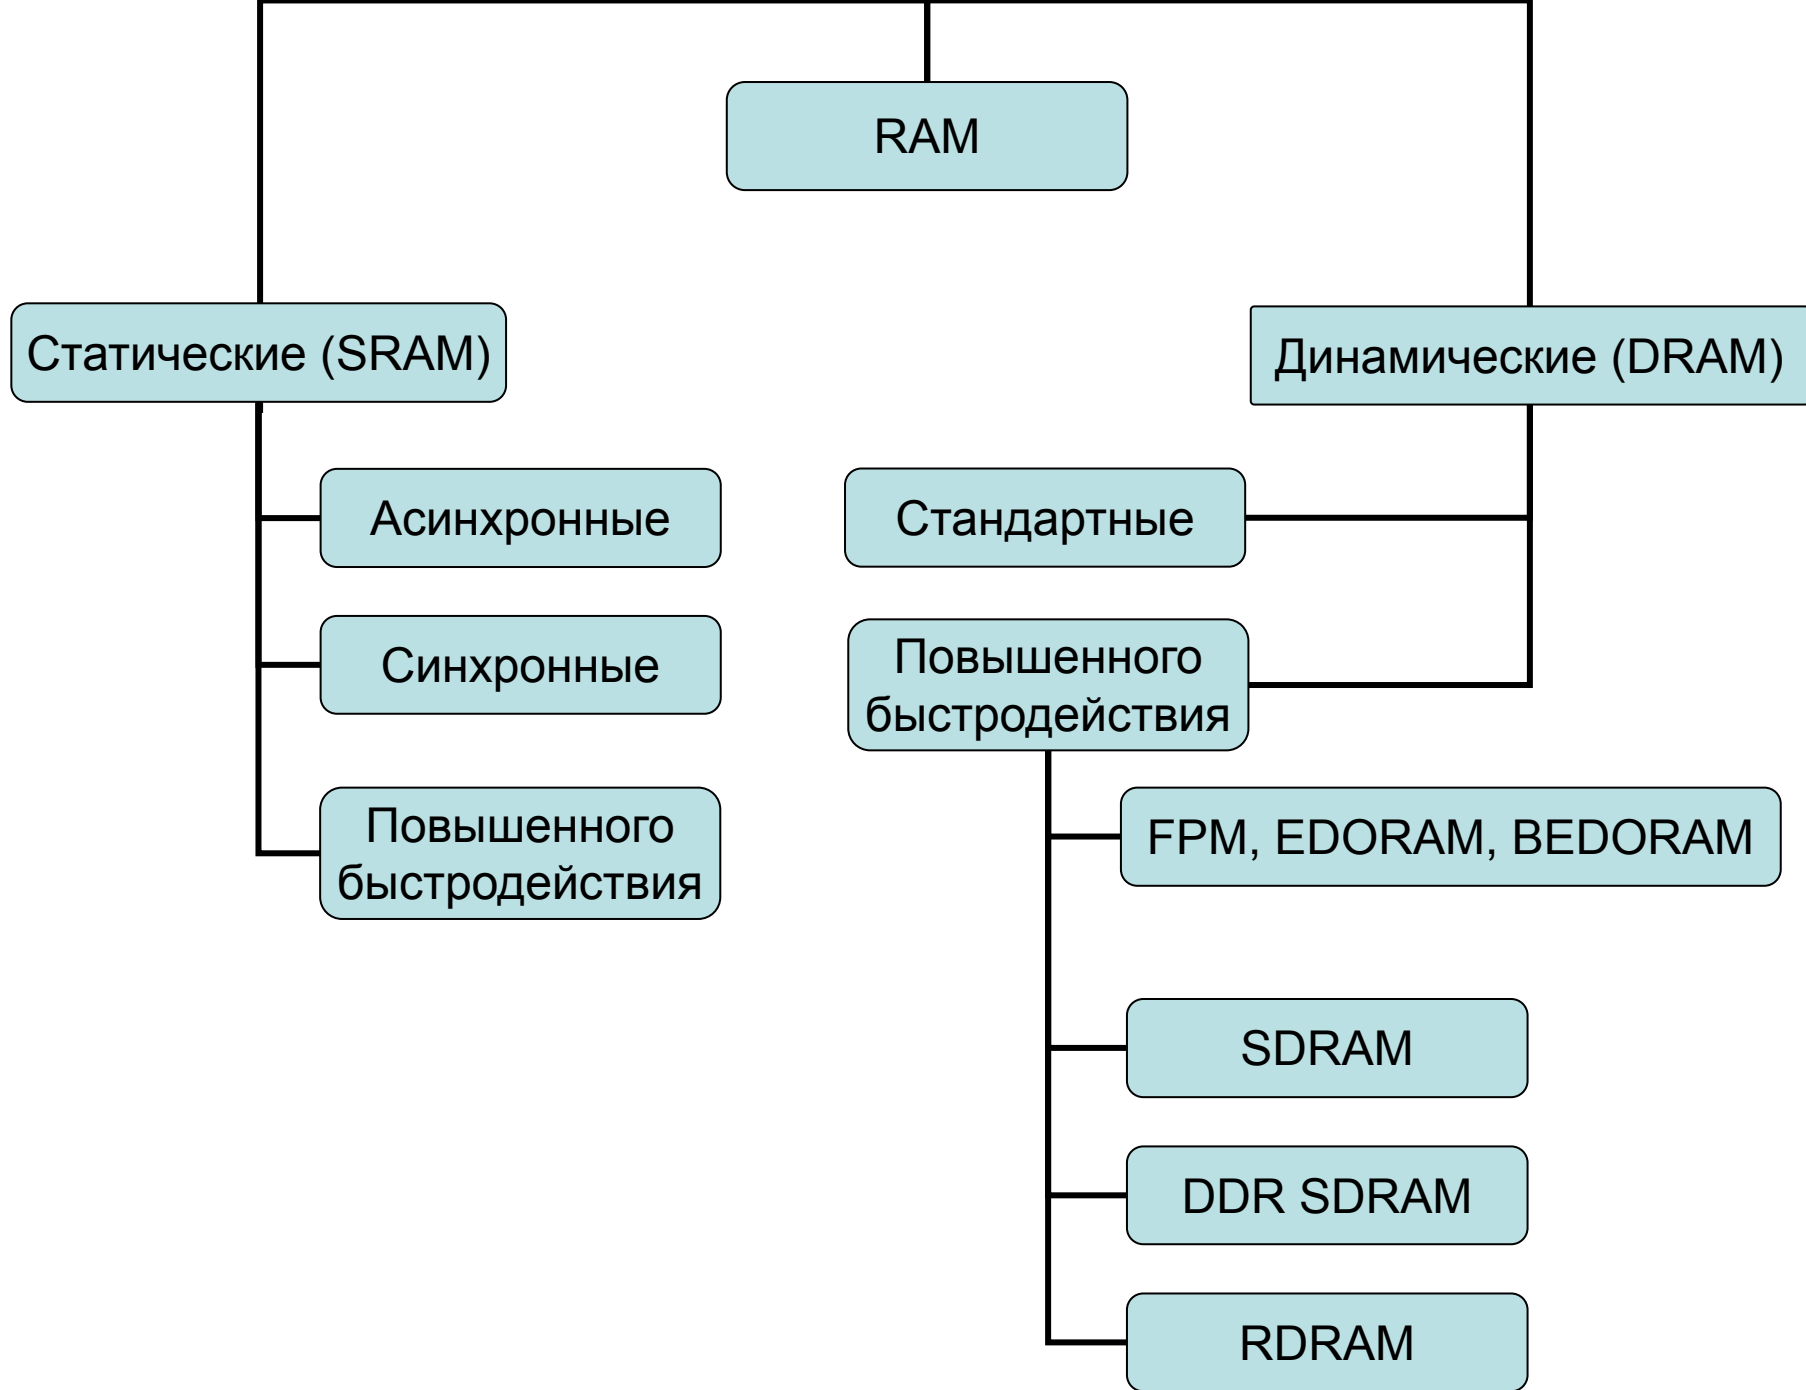 RAM
Статические (SRAM)
Динамические (DRAM)
Асинхронные
Стандартные
Синхронные
Повышенного
быстродействия
Повышенного
быстродействия
FPM, EDORAM, BEDORAM
SDRAM
DDR SDRAM
RDRAM